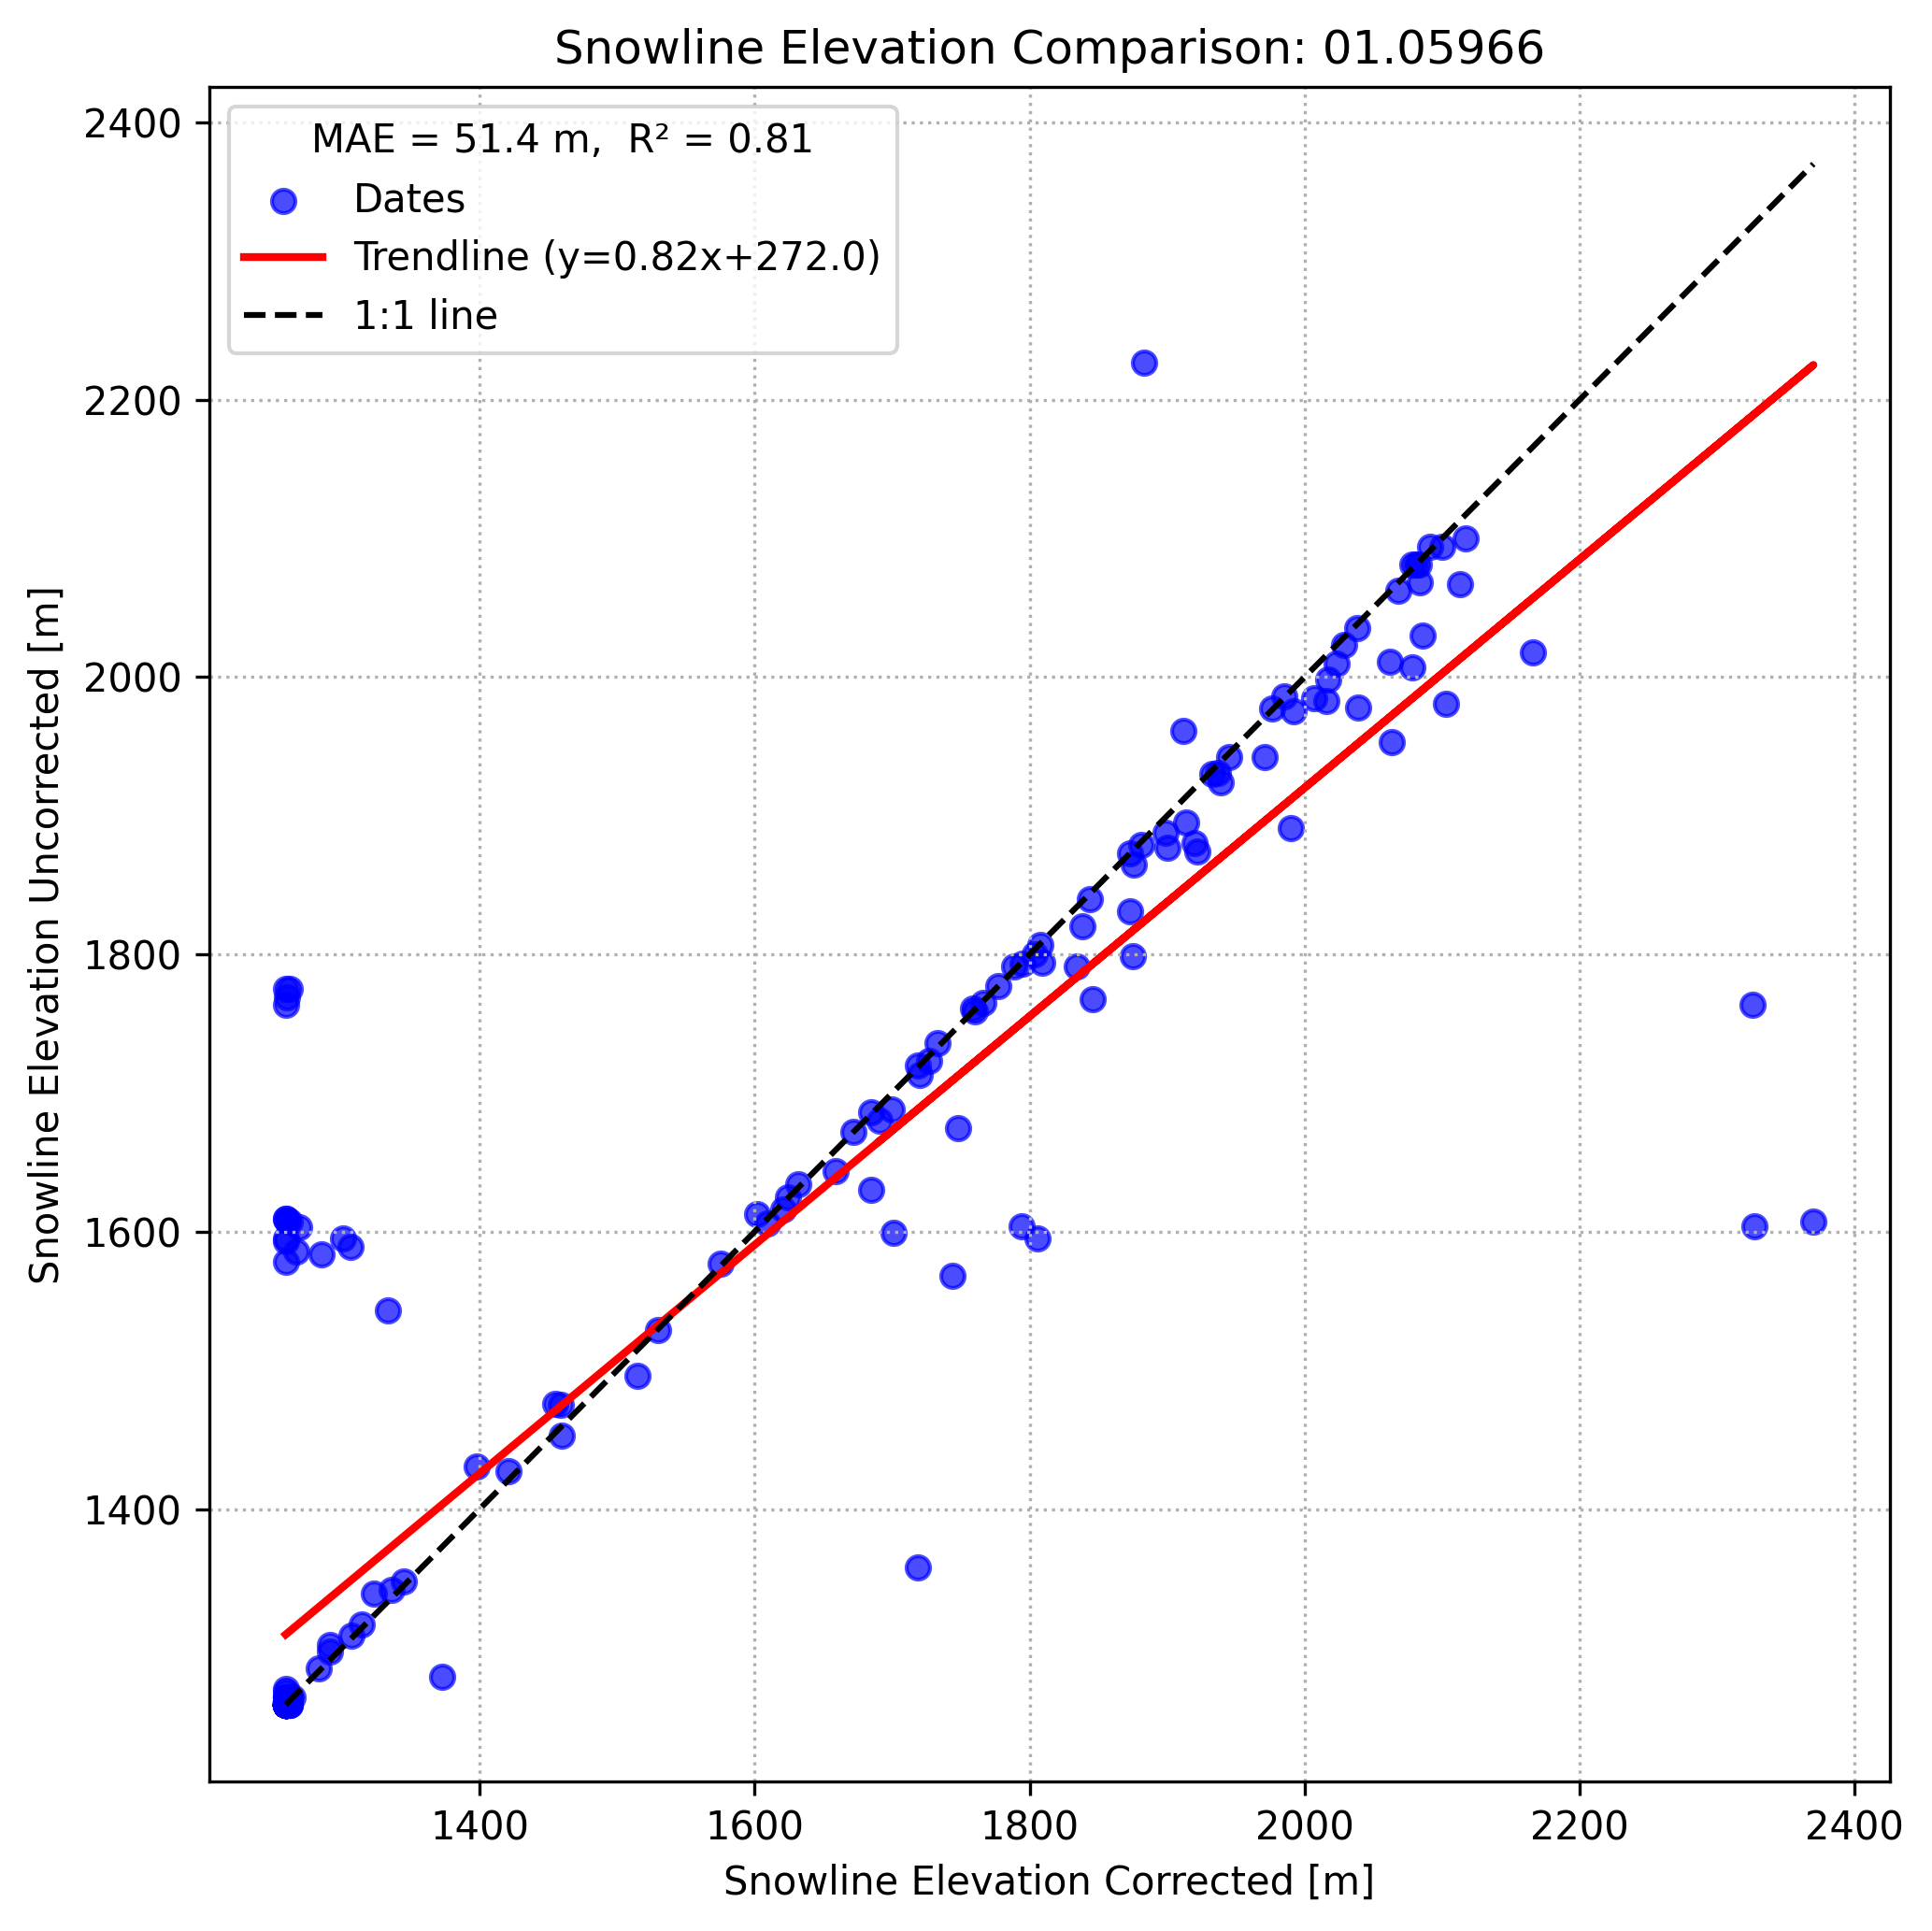 Snowline Elevation Comparison: 01.05966
MAE = 51.4 m,  R² = 0.81
Dates
Trendline (y=0.82x+272.0)
1:1 line
2400
2200
2000
1800
1600
1400
Snowline Elevation Uncorrected [m]
1400 1600 1800 2000 2200 2400
Snowline Elevation Corrected [m]